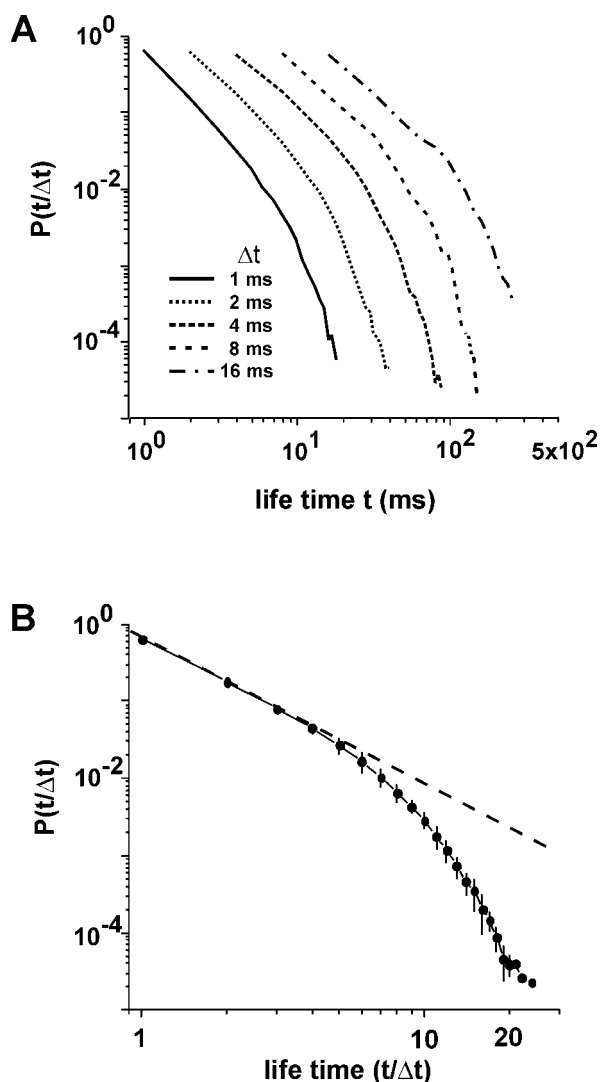 A
10^0
10^-2
10^-4
P(t/Δt)
Δt
1 ms
2 ms
4 ms
8 ms
16 ms
10^0
10^1
10^2
5x10^2
life time t (ms)
B
10^0
10^-2
10^-4
P(t/Δt)
1
10
20
life time (t/Δt)